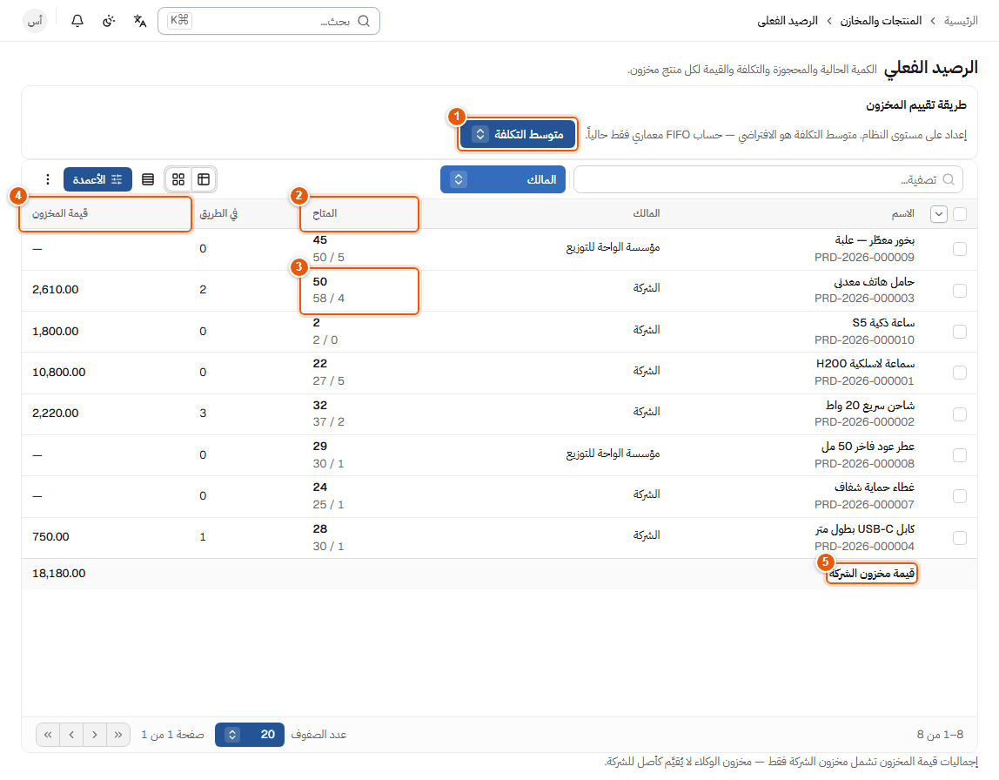 الرئيسية › المنتجات والمخازن › الرصيد الفعلي
بحث... ⌘K
أس
الرصيد الفعلي الكمية الحالية والمحجوزة والتكلفة والقيمة لكل منتج مخزون.
طريقة تقييم المخزون
1
إعداد على مستوى النظام. متوسط التكلفة هو الافتراضي — حساب FIFO معماري فقط حالياً. متوسط التكلفة
تصفية... المالك الأعمدة
2 4
الاسم المالك المتاح في الطريق قيمة المخزون
بخور معطّر — علبة مؤسسة الواحة للتوزيع 45 0 —
PRD-2026-000009 50 / 5
3
حامل هاتف معدني الشركة 50 2 2,610.00
PRD-2026-000003 58 / 4
ساعة ذكية S5 الشركة 2 0 1,800.00
PRD-2026-000010 2 / 0
سماعة لاسلكية H200 الشركة 22 0 10,800.00
PRD-2026-000001 27 / 5
شاحن سريع 20 واط الشركة 32 3 2,220.00
PRD-2026-000002 37 / 2
عطر عود فاخر 50 مل مؤسسة الواحة للتوزيع 29 0 —
PRD-2026-000008 30 / 1
غطاء حماية شفاف الشركة 24 0 —
PRD-2026-000007 25 / 1
كابل USB-C بطول متر الشركة 28 1 750.00
PRD-2026-000004 30 / 1
5
قيمة مخزون الشركة 18,180.00
1–8 من 8 عدد الصفوف 20 صفحة 1 من 1
إجماليات قيمة المخزون تشمل مخزون الشركة فقط — مخزون الوكلاء لا يُقيَّم كأصل للشركة.